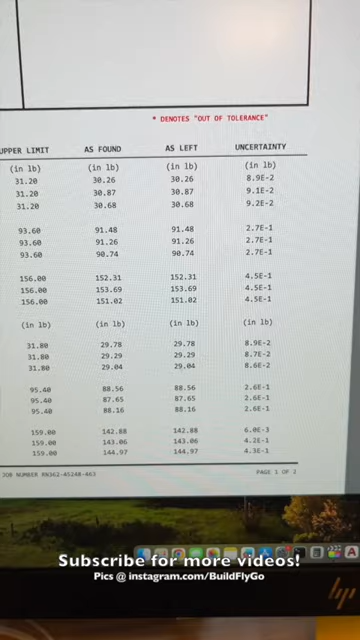 * DENOTES "OUT OF TOLERANCE"
UPPER LIMIT AS FOUND AS LEFT UNCERTAINTY
(in lb) (in lb) (in lb) (in lb)
31.20 30.26 30.26 8.9E-2
31.20 30.87 30.87 9.1E-2
31.20 30.68 30.68 9.2E-2
93.60 91.48 91.48 2.7E-1
93.60 91.26 91.26 2.7E-1
93.60 90.74 90.74 2.7E-1
156.00 152.31 152.31 4.5E-1
156.00 153.69 153.69 4.5E-1
156.00 151.02 151.02 4.5E-1
(in lb) (in lb) (in lb) (in lb)
31.80 29.78 29.78 8.9E-2
31.80 29.29 29.29 8.7E-2
31.80 29.04 29.04 8.6E-2
95.40 88.56 88.56 2.6E-1
95.40 87.65 87.65 2.6E-1
95.40 88.16 88.16 2.6E-1
159.00 142.88 142.88 6.0E-3
159.00 143.06 143.06 4.2E-1
159.00 144.97 144.97 4.3E-1
JOB NUMBER PAGE 1 OF 2
Subscribe for more videos!
Pics @ instagram.com/BuildFlyGo
hp